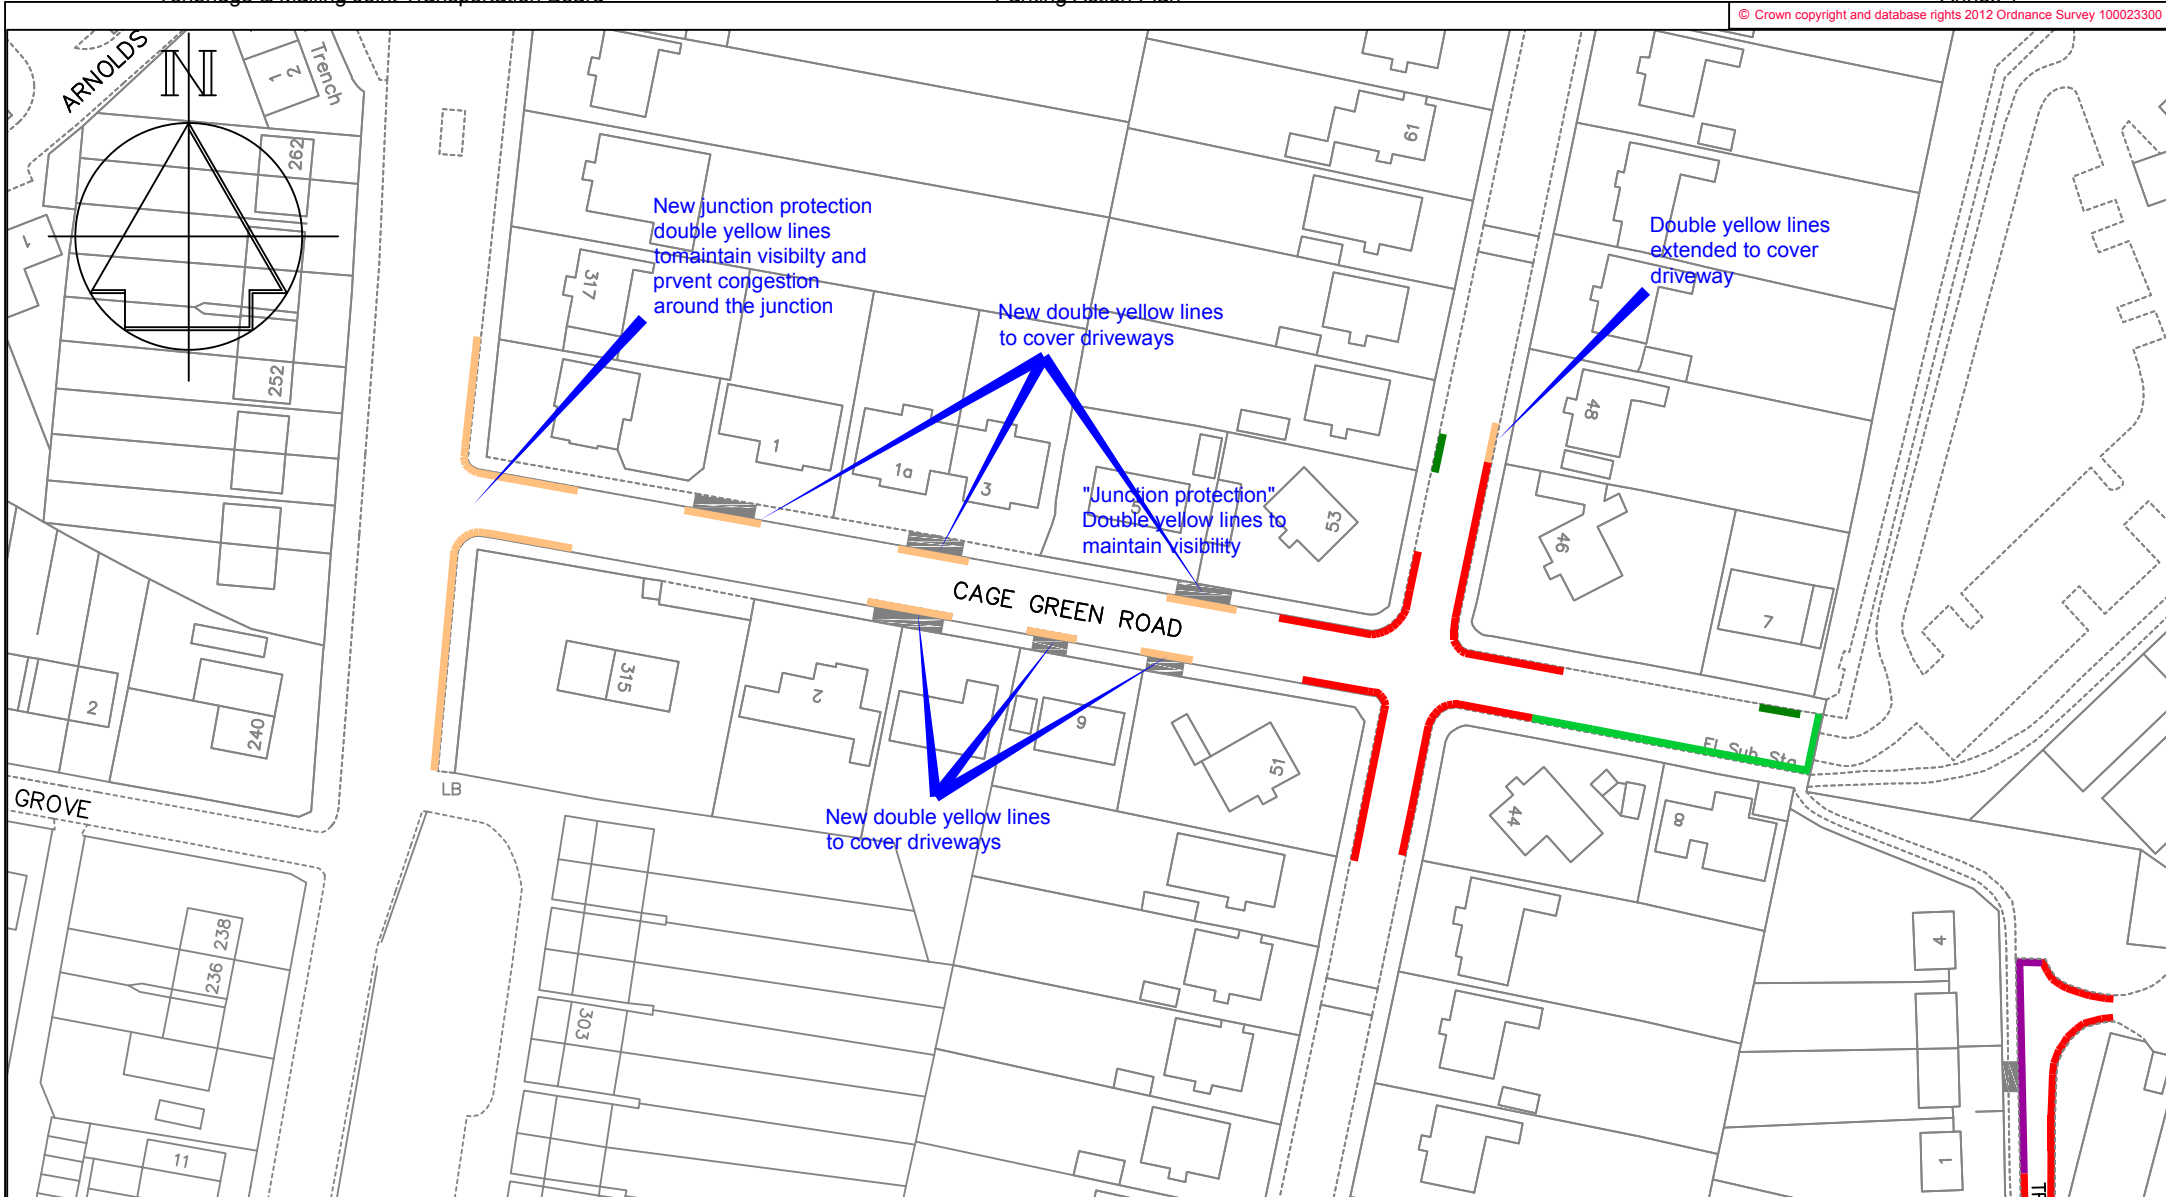 © Crown copyright and database rights 2012 Ordnance Survey 100023300
ARNOLDS
N
Trench
1
2
262
1
252
317
61
New junction protection
double yellow lines
tomaintain visibilty and
prvent congestion
around the junction
New double yellow lines
to cover driveways
Double yellow lines
extended to cover
driveway
48
1
1a
3
5
"Junction protection"
Double yellow lines to
maintain visibility
53
46
7
CAGE GREEN ROAD
315
2
9
51
El Sub Sta
2
240
LB
GROVE
New double yellow lines
to cover driveways
44
8
238
236
303
4
11
1